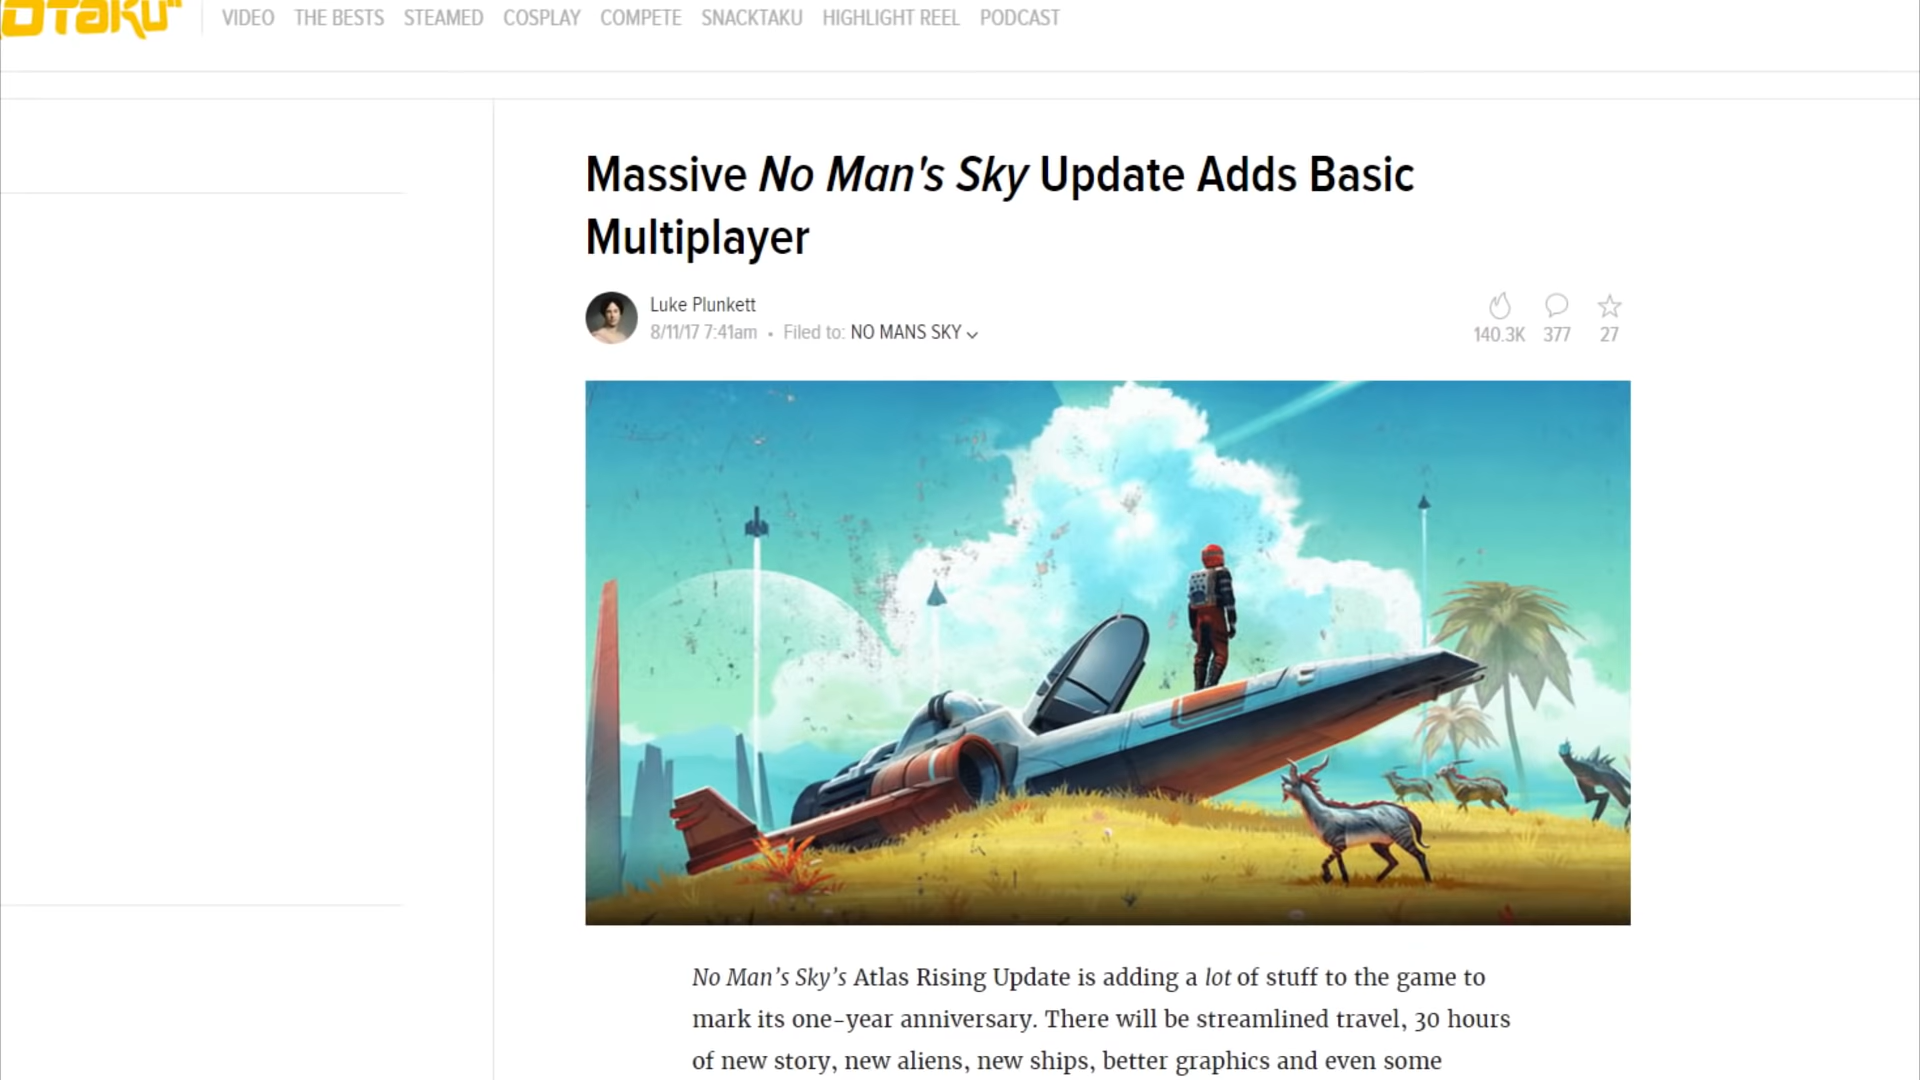 otaku
VIDEO THE BESTS STEAMED COSPLAY COMPETE SNACKTAKU HIGHLIGHT REEL PODCAST
Massive No Man's Sky Update Adds Basic
Multiplayer
Luke Plunkett
8/11/17 7:41am • Filed to: NO MANS SKY
140.3K 377 27
No Man’s Sky’s Atlas Rising Update is adding a lot of stuff to the game to
mark its one-year anniversary. There will be streamlined travel, 30 hours
of new story, new aliens, new ships, better graphics and even some